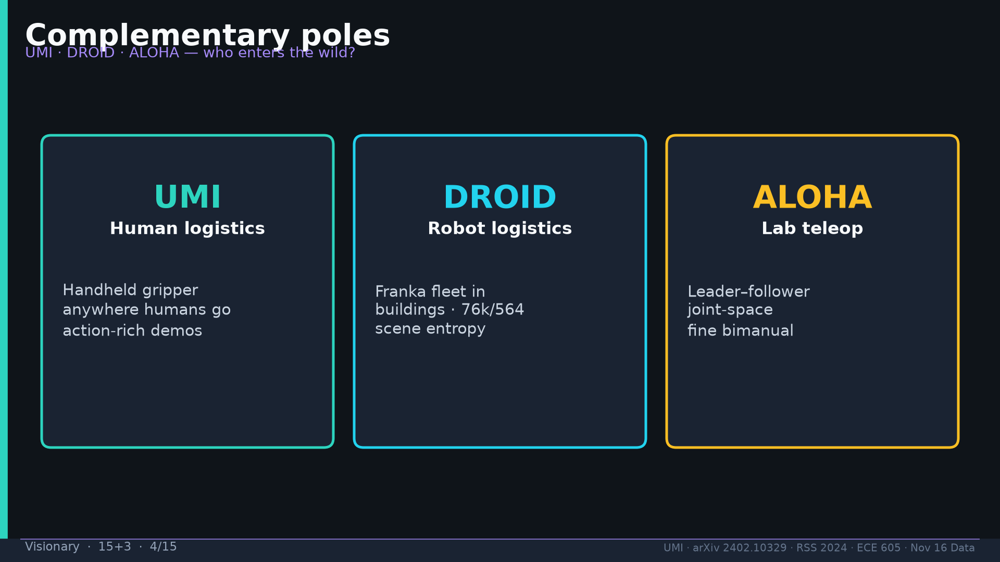 Complementary poles
UMI · DROID · ALOHA — who enters the wild?
UMI
Human logistics
Handheld gripper
anywhere humans go
action-rich demos
DROID
Robot logistics
Franka fleet in
buildings · 76k/564
scene entropy
ALOHA
Lab teleop
Leader–follower
joint-space
fine bimanual
Visionary · 15+3 · 4/15
UMI · arXiv 2402.10329 · RSS 2024 · ECE 605 · Nov 16 Data